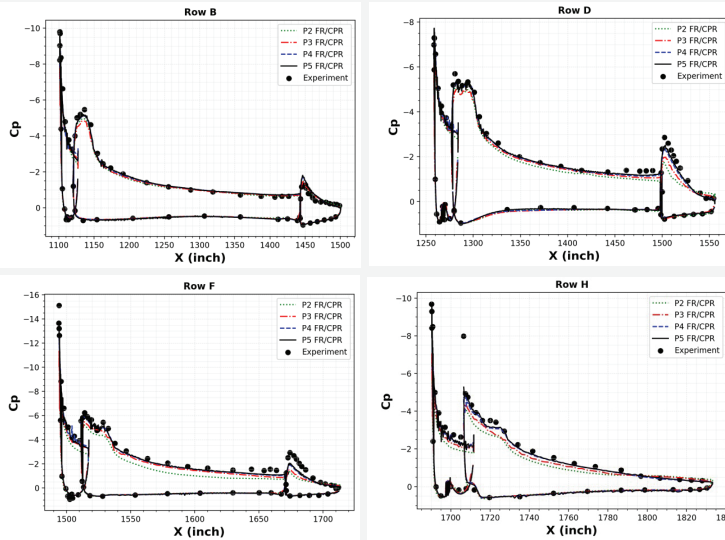 Row B
Cp
−10
−8
−6
−4
−2
0
1100 1150 1200 1250 1300 1350 1400 1450 1500
X (inch)
P2 FR/CPR
P3 FR/CPR
P4 FR/CPR
P5 FR/CPR
Experiment
Row D
Cp
−8
−6
−4
−2
0
1250 1300 1350 1400 1450 1500 1550
X (inch)
P2 FR/CPR
P3 FR/CPR
P4 FR/CPR
P5 FR/CPR
Experiment
Row F
Cp
−16
−14
−12
−10
−8
−6
−4
−2
0
1500 1550 1600 1650 1700
X (inch)
P2 FR/CPR
P3 FR/CPR
P4 FR/CPR
P5 FR/CPR
Experiment
Row H
Cp
−10
−8
−6
−4
−2
0
1700 1720 1740 1760 1780 1800 1820
X (inch)
P2 FR/CPR
P3 FR/CPR
P4 FR/CPR
P5 FR/CPR
Experiment